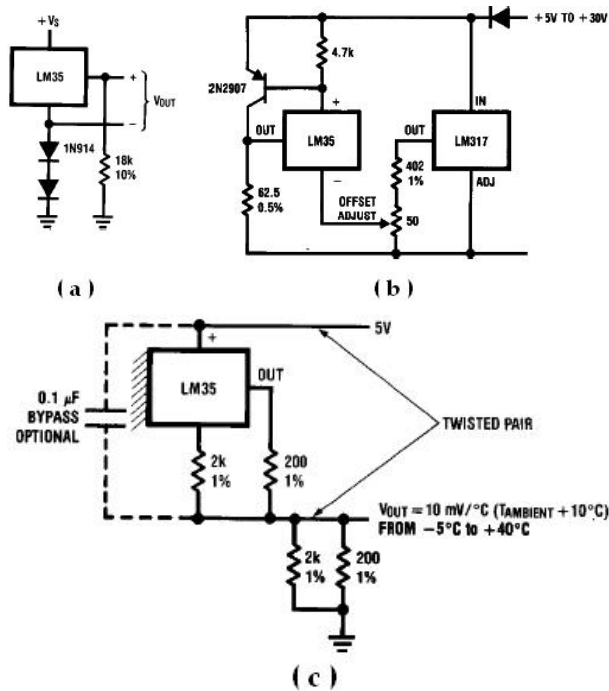 +VS
LM35
+
VOUT
−
1N914
18k
10%
( a )
+5V TO +30V
4.7k
2N2907
+
IN
OUT
LM35
OUT
LM317
−
402
1%
ADJ
62.5
0.5%
OFFSET
ADJUST
50
( b )
5V
+
LM35
OUT
0.1 μF
BYPASS
OPTIONAL
TWISTED PAIR
2k
1%
200
1%
VOUT = 10 mV/°C (TAMBIENT + 10°C)
FROM −5°C to +40°C
2k
1%
200
1%
( c )